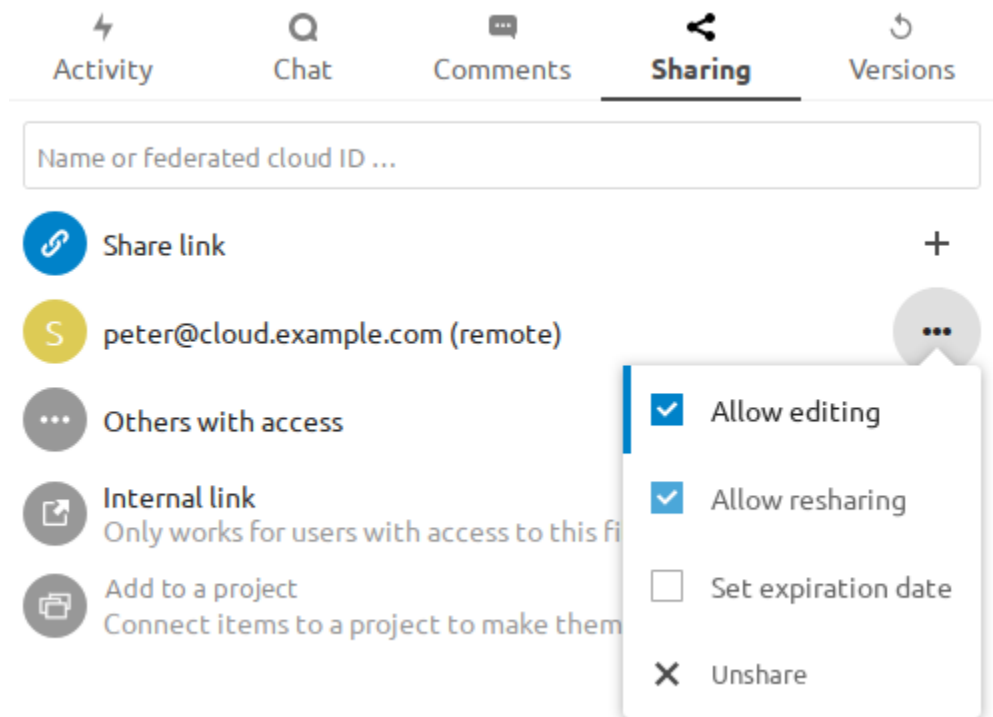 Activity
Chat
Comments
Sharing
Versions
Name or federated cloud ID ...
Share link
S
peter@cloud.example.com (remote)
Others with access
Allow editing
Internal link
Only works for users with access to this fi
Allow resharing
Add to a project
Connect items to a project to make them
Set expiration date
Unshare